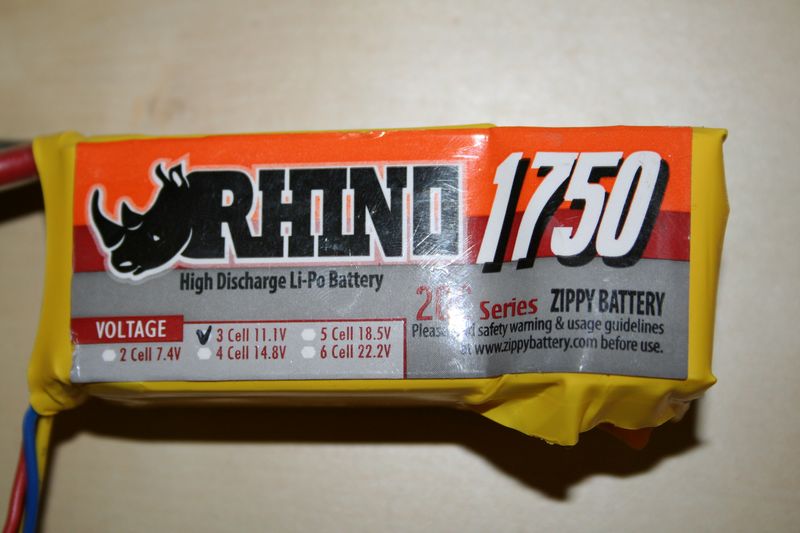 RHINO 1750
High Discharge Li-Po Battery
Series ZIPPY BATTERY
safety warning & usage guidelines
at www.zippybattery.com before use.
VOLTAGE
3 Cell 11.1V 5 Cell 18.5V
2 Cell 7.4V 4 Cell 14.8V 6 Cell 22.2V